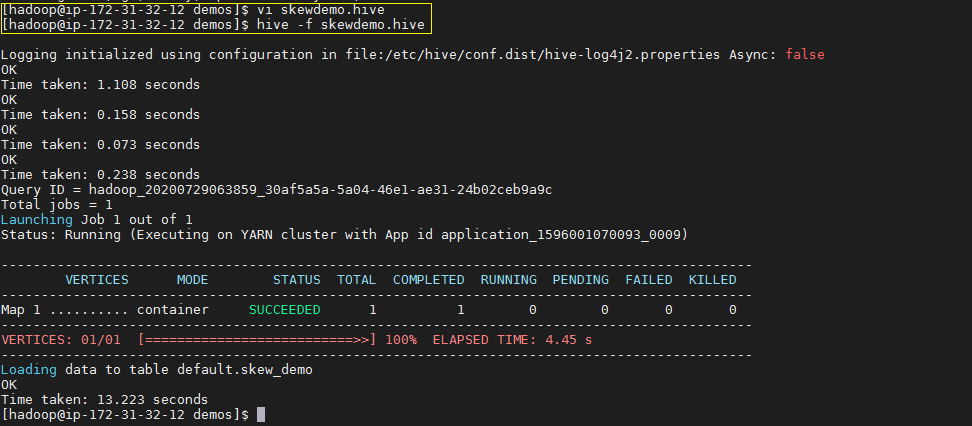 [hadoop@ip-172-31-32-12 demos]$ vi skewdemo.hive
[hadoop@ip-172-31-32-12 demos]$ hive -f skewdemo.hive
Logging initialized using configuration in file:/etc/hive/conf.dist/hive-log4j2.properties Async: false
OK
Time taken: 1.108 seconds
OK
Time taken: 0.158 seconds
OK
Time taken: 0.073 seconds
OK
Time taken: 0.238 seconds
Query ID = hadoop_20200729063859_30af5a5a-5a04-46e1-ae31-24b02ceb9a9c
Total jobs = 1
Launching Job 1 out of 1
Status: Running (Executing on YARN cluster with App id application_1596001070093_0009)
----------------------------------------------------------------------------------------------
VERTICES MODE STATUS TOTAL COMPLETED RUNNING PENDING FAILED KILLED
----------------------------------------------------------------------------------------------
Map 1 .......... container SUCCEEDED 1 1 0 0 0 0
----------------------------------------------------------------------------------------------
VERTICES: 01/01 [==========================>>] 100% ELAPSED TIME: 4.45 s
----------------------------------------------------------------------------------------------
Loading data to table default.skew_demo
OK
Time taken: 13.223 seconds
[hadoop@ip-172-31-32-12 demos]$